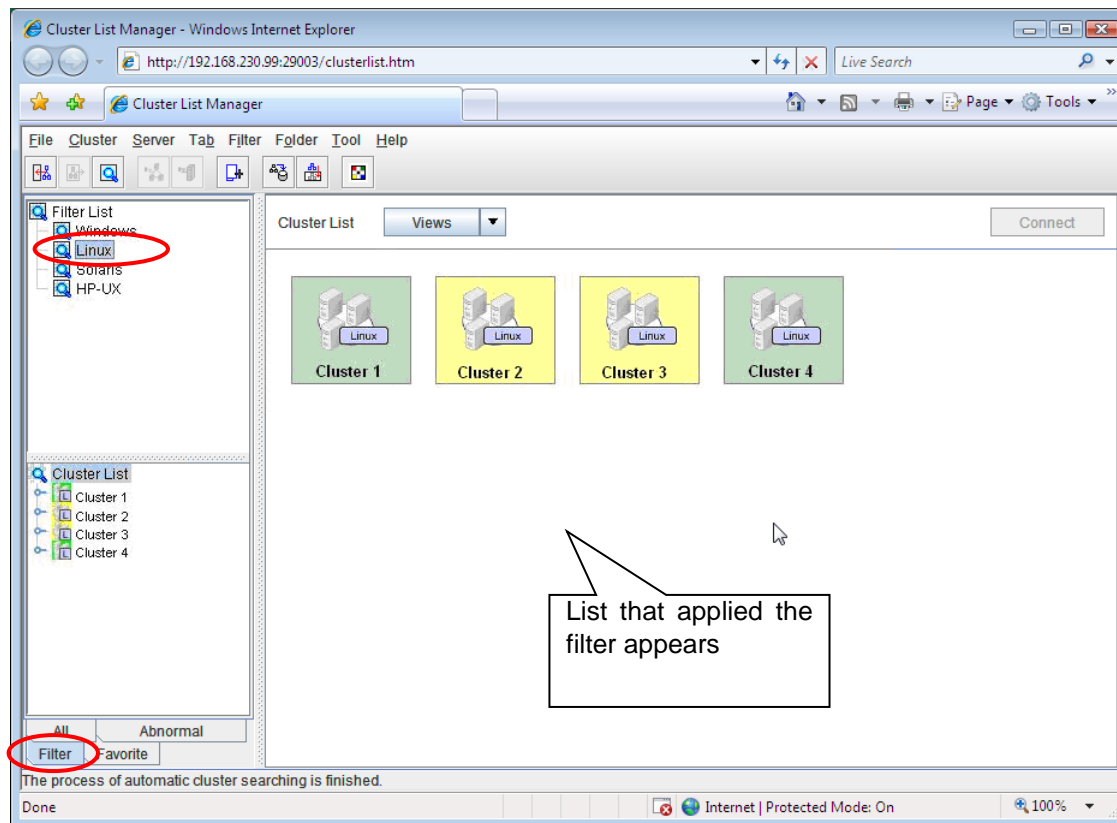 Cluster List Manager - Windows Internet Explorer
http://192.168.230.99:29003/clusterlist.htm
Live Search
Cluster List Manager
Page
Tools
File Cluster Server Tab Filter Folder Tool Help
Filter List
Windows
Linux
Solaris
HP-UX
Cluster List
Views
Connect
Linux
Cluster 1
Linux
Cluster 2
Linux
Cluster 3
Linux
Cluster 4
Cluster List
L Cluster 1
L Cluster 2
L Cluster 3
L Cluster 4
List that applied the
filter appears
All Abnormal
Filter Favorite
The process of automatic cluster searching is finished.
Done
Internet | Protected Mode: On
100%